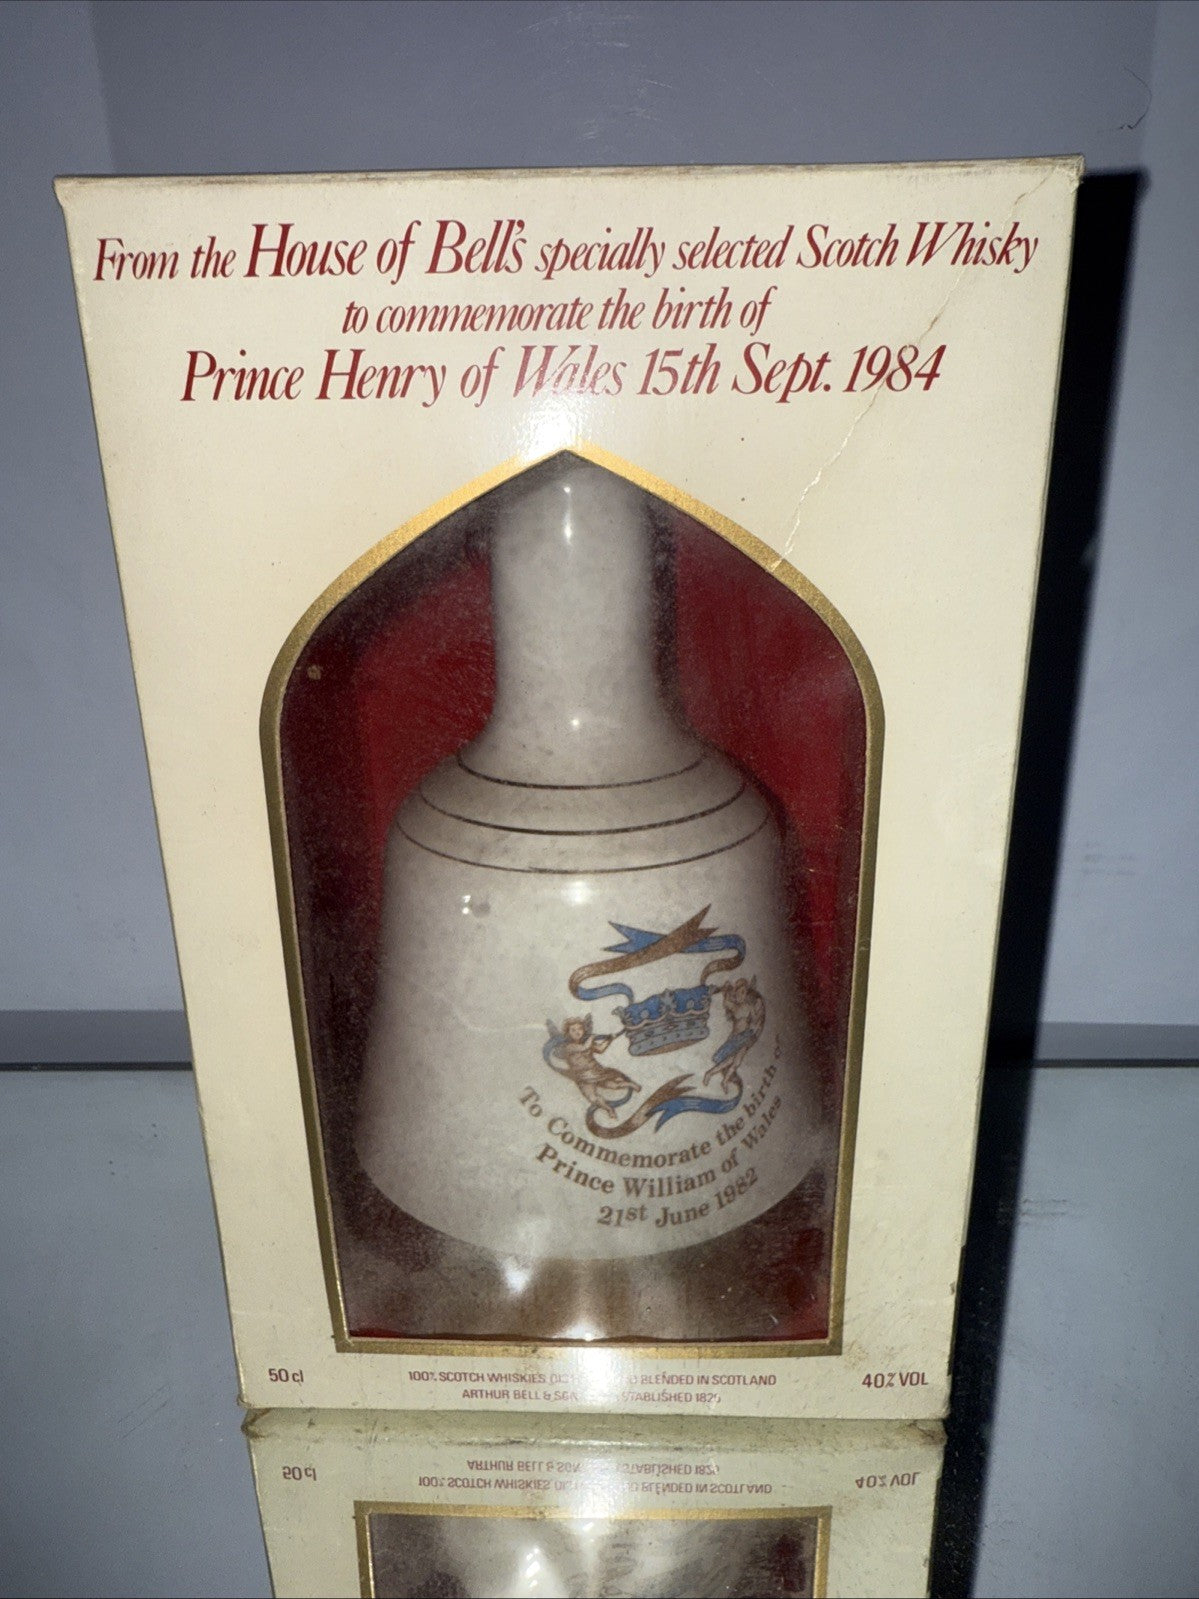 From the House of Bell's specially selected Scotch Whisky
to commemorate the birth of
Prince Henry of Wales 15th Sept. 1984
To Commemorate the birth of
Prince William of Wales
21st June 1982
50 cl
100% SCOTCH WHISKIES BLENDED IN SCOTLAND
ARTHUR BELL & ESTABLISHED 1825
40% VOL